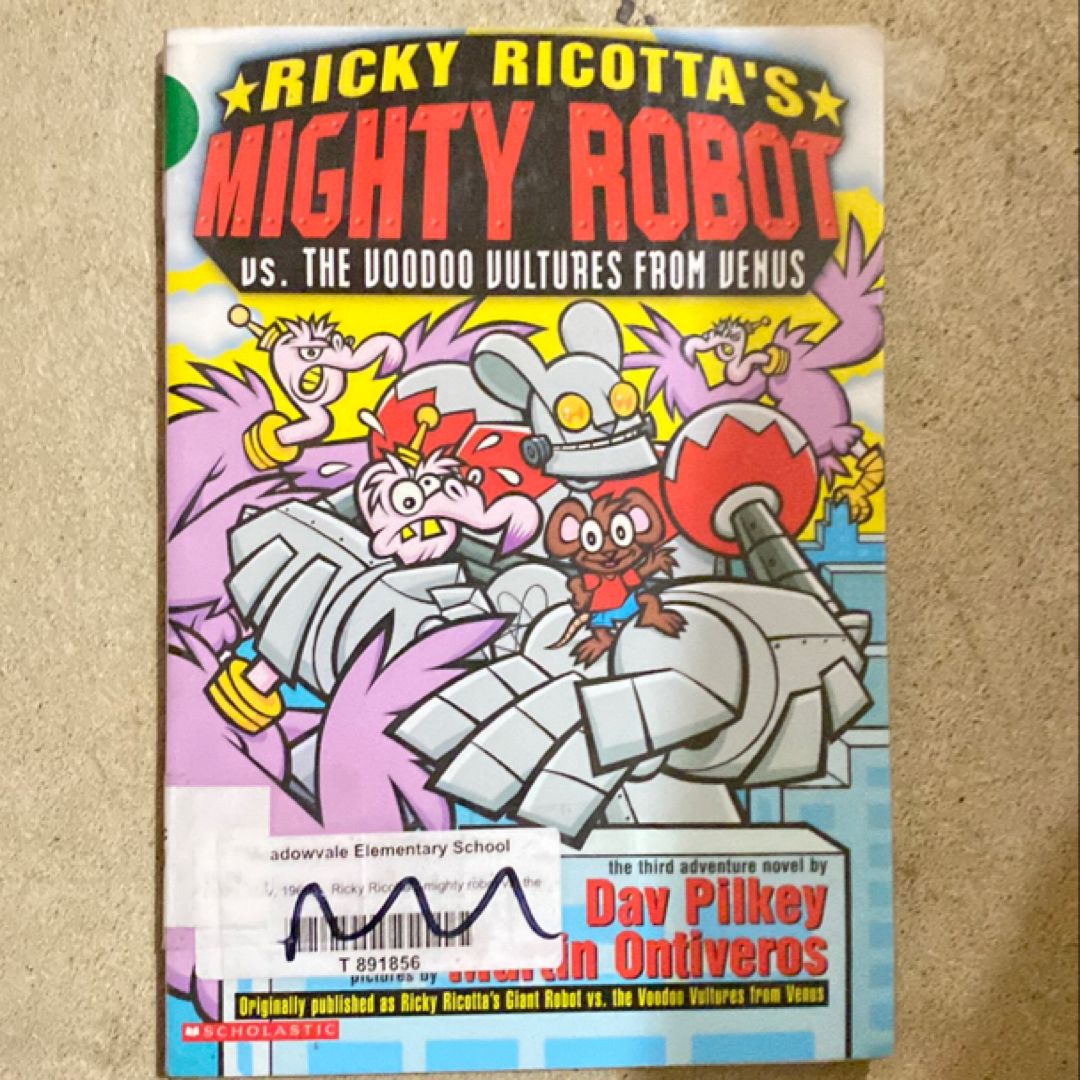 RICKY RICOTTA'S
MIGHTY ROBOT
VS. THE VOODOO VULTURES FROM VENUS
adowvale Elementary School
Ricky mighty the
T 891856
the third adventure novel by
Dav Pilkey
pictures by Martin Ontiveros
Originally published as Ricky Ricotta's Giant Robot vs. the Voodoo Vultures from Venus
SCHOLASTIC